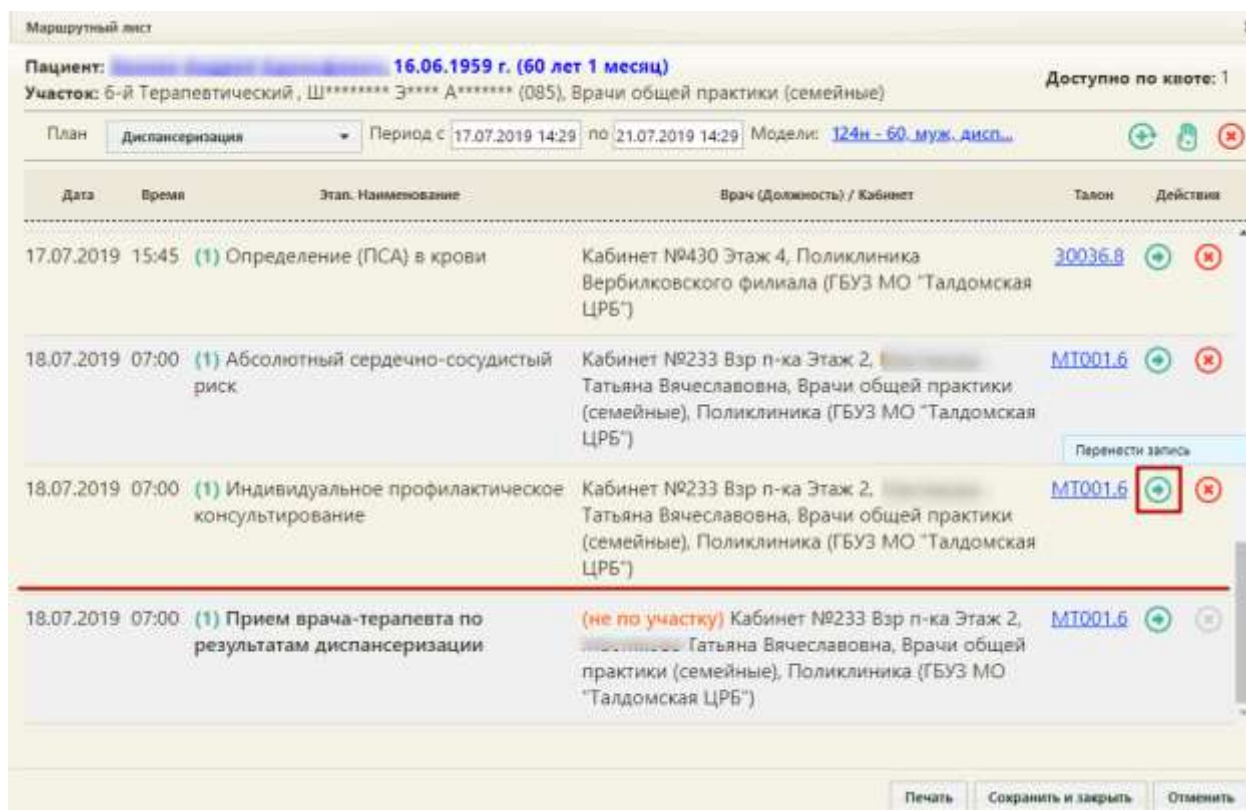 Маршрутный лист
Пациент: 16.06.1959 г. (60 лет 1 месяц)
Доступно по квоте: 1
Участок: 6-й Терапевтический , Ш******** Э**** А******* (085), Врачи общей практики (семейные)
План Диспансеризация Период с 17.07.2019 14:29 по 21.07.2019 14:29 Модели: 124н - 60, муж, дисп...
Дата Время Этап. Наименование Врач (Должность) / Кабинет Талон Действия
17.07.2019 15:45 (1) Определение (ПСА) в крови Кабинет №430 Этаж 4, Поликлиника 30036.8
Вербилковского филиала (ГБУЗ МО "Талдомская
ЦРБ")
18.07.2019 07:00 (1) Абсолютный сердечно-сосудистый Кабинет №233 Взр п-ка Этаж 2, МТ001.6
риск Татьяна Вячеславовна, Врачи общей практики
(семейные), Поликлиника (ГБУЗ МО "Талдомская
ЦРБ")
Перенести запись
18.07.2019 07:00 (1) Индивидуальное профилактическое Кабинет №233 Взр п-ка Этаж 2, МТ001.6
консультирование Татьяна Вячеславовна, Врачи общей практики
(семейные), Поликлиника (ГБУЗ МО "Талдомская
ЦРБ")
18.07.2019 07:00 (1) Прием врача-терапевта по (не по участку) Кабинет №233 Взр п-ка Этаж 2, МТ001.6
результатам диспансеризации Татьяна Вячеславовна, Врачи общей
практики (семейные), Поликлиника (ГБУЗ МО
"Талдомская ЦРБ")
Печать Сохранить и закрыть Отменить